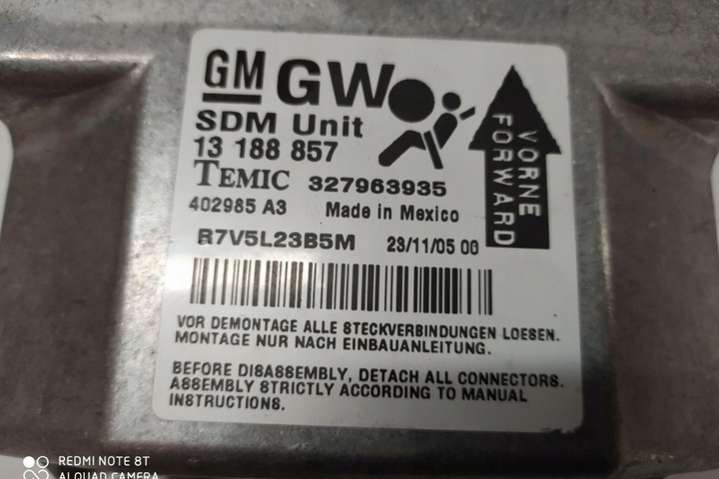 GM GW
SDM Unit
13 188 857
TEMIC 327963935
402985 A3 Made in Mexico
R7V5L23B5M 23/11/05 00
VORNE
FORWARD
VOR DEMONTAGE ALLE STECKVERBINDUNGEN LOESEN.
MONTAGE NUR NACH EINBAUANLEITUNG.
BEFORE DISASSEMBLY, DETACH ALL CONNECTORS.
ASSEMBLY STRICTLY ACCORDING TO MANUAL
INSTRUCTIONS.
REDMI NOTE 8T
AI QUAD CAMERA